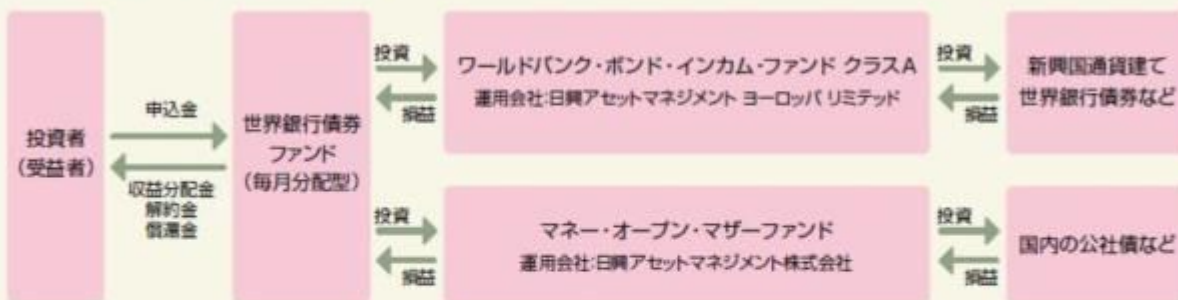 投資者
(受益者)
申込金
収益分配金
解約金
償還金
世界銀行債券
ファンド
(毎月分配型)
投資
損益
ワールドバンク・ボンド・インカム・ファンド クラスA
運用会社:日興アセットマネジメント ヨーロッパ リミテッド
投資
損益
新興国通貨建て
世界銀行債券など
投資
損益
マネー・オープン・マザーファンド
運用会社:日興アセットマネジメント株式会社
投資
損益
国内の公社債など